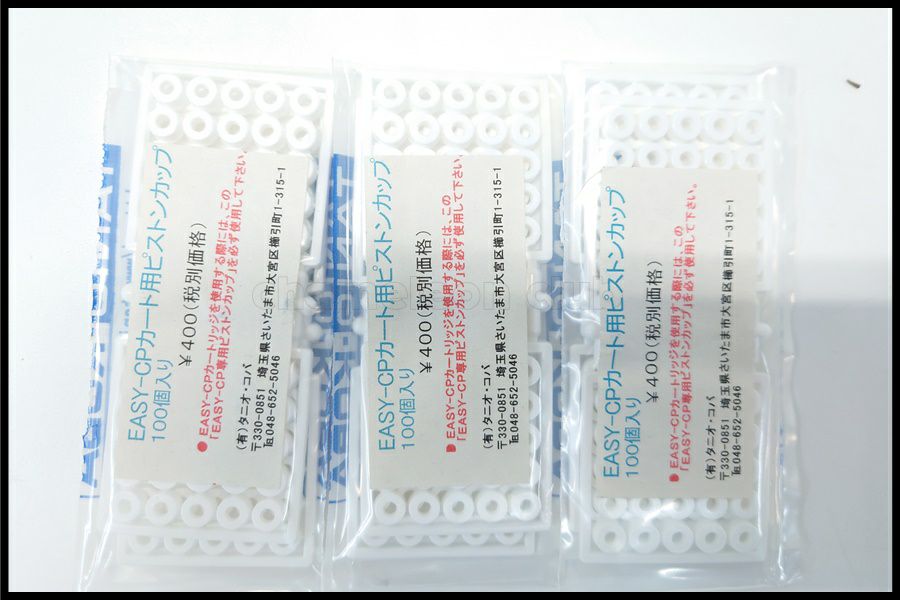 EASY-CPカート用ピストンカップ
100個入り
￥400(税別価格)
●EASY-CPカートリッジを使用する際には、この
「EASY-CP専用ピストンカップ」を必ず使用して下さい。
(有)タニオ・コバ
〒330-0851 埼玉県さいたま市大宮区櫛引町1-315-1
℡048-652-5046
EASY-CPカート用ピストンカップ
100個入り
￥400(税別価格)
●EASY-CPカートリッジを使用する際には、この
「EASY-CP専用ピストンカップ」を必ず使用して下さい。
(有)タニオ・コバ
〒330-0851 埼玉県さいたま市大宮区櫛引町1-315-1
℡048-652-5046
EASY-CPカート用ピストンカップ
100個入り
￥400(税別価格)
●EASY-CPカートリッジを使用する際には、この
「EASY-CP専用ピストンカップ」を必ず使用して下さい。
(有)タニオ・コバ
〒330-0851 埼玉県さいたま市大宮区櫛引町1-315-1
℡048-652-5046